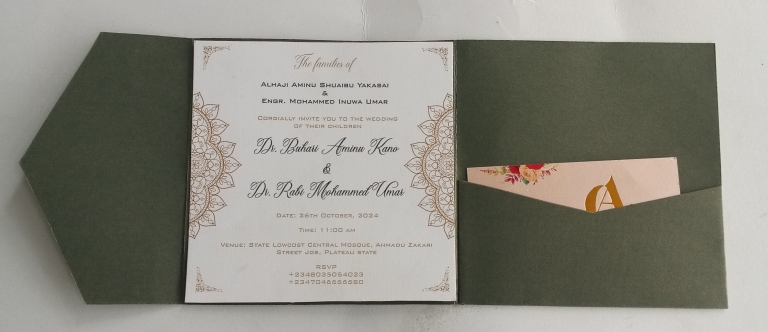 The families of
Alhaji Aminu Shuaibu Yakasai
&
Engr. Mohammed Inuwa Umar
Cordially invite you to the wedding
of their children
Dr. Buhari Aminu Kano
&
Dr. Rabi Mohammed Umar
Date: 26th October, 2024
Time: 11:00 am
Venue: State Lowcost Central Mosque, Ahmadu Zakari
Street Jos, Plateau state
RSVP
+2348035054023
A